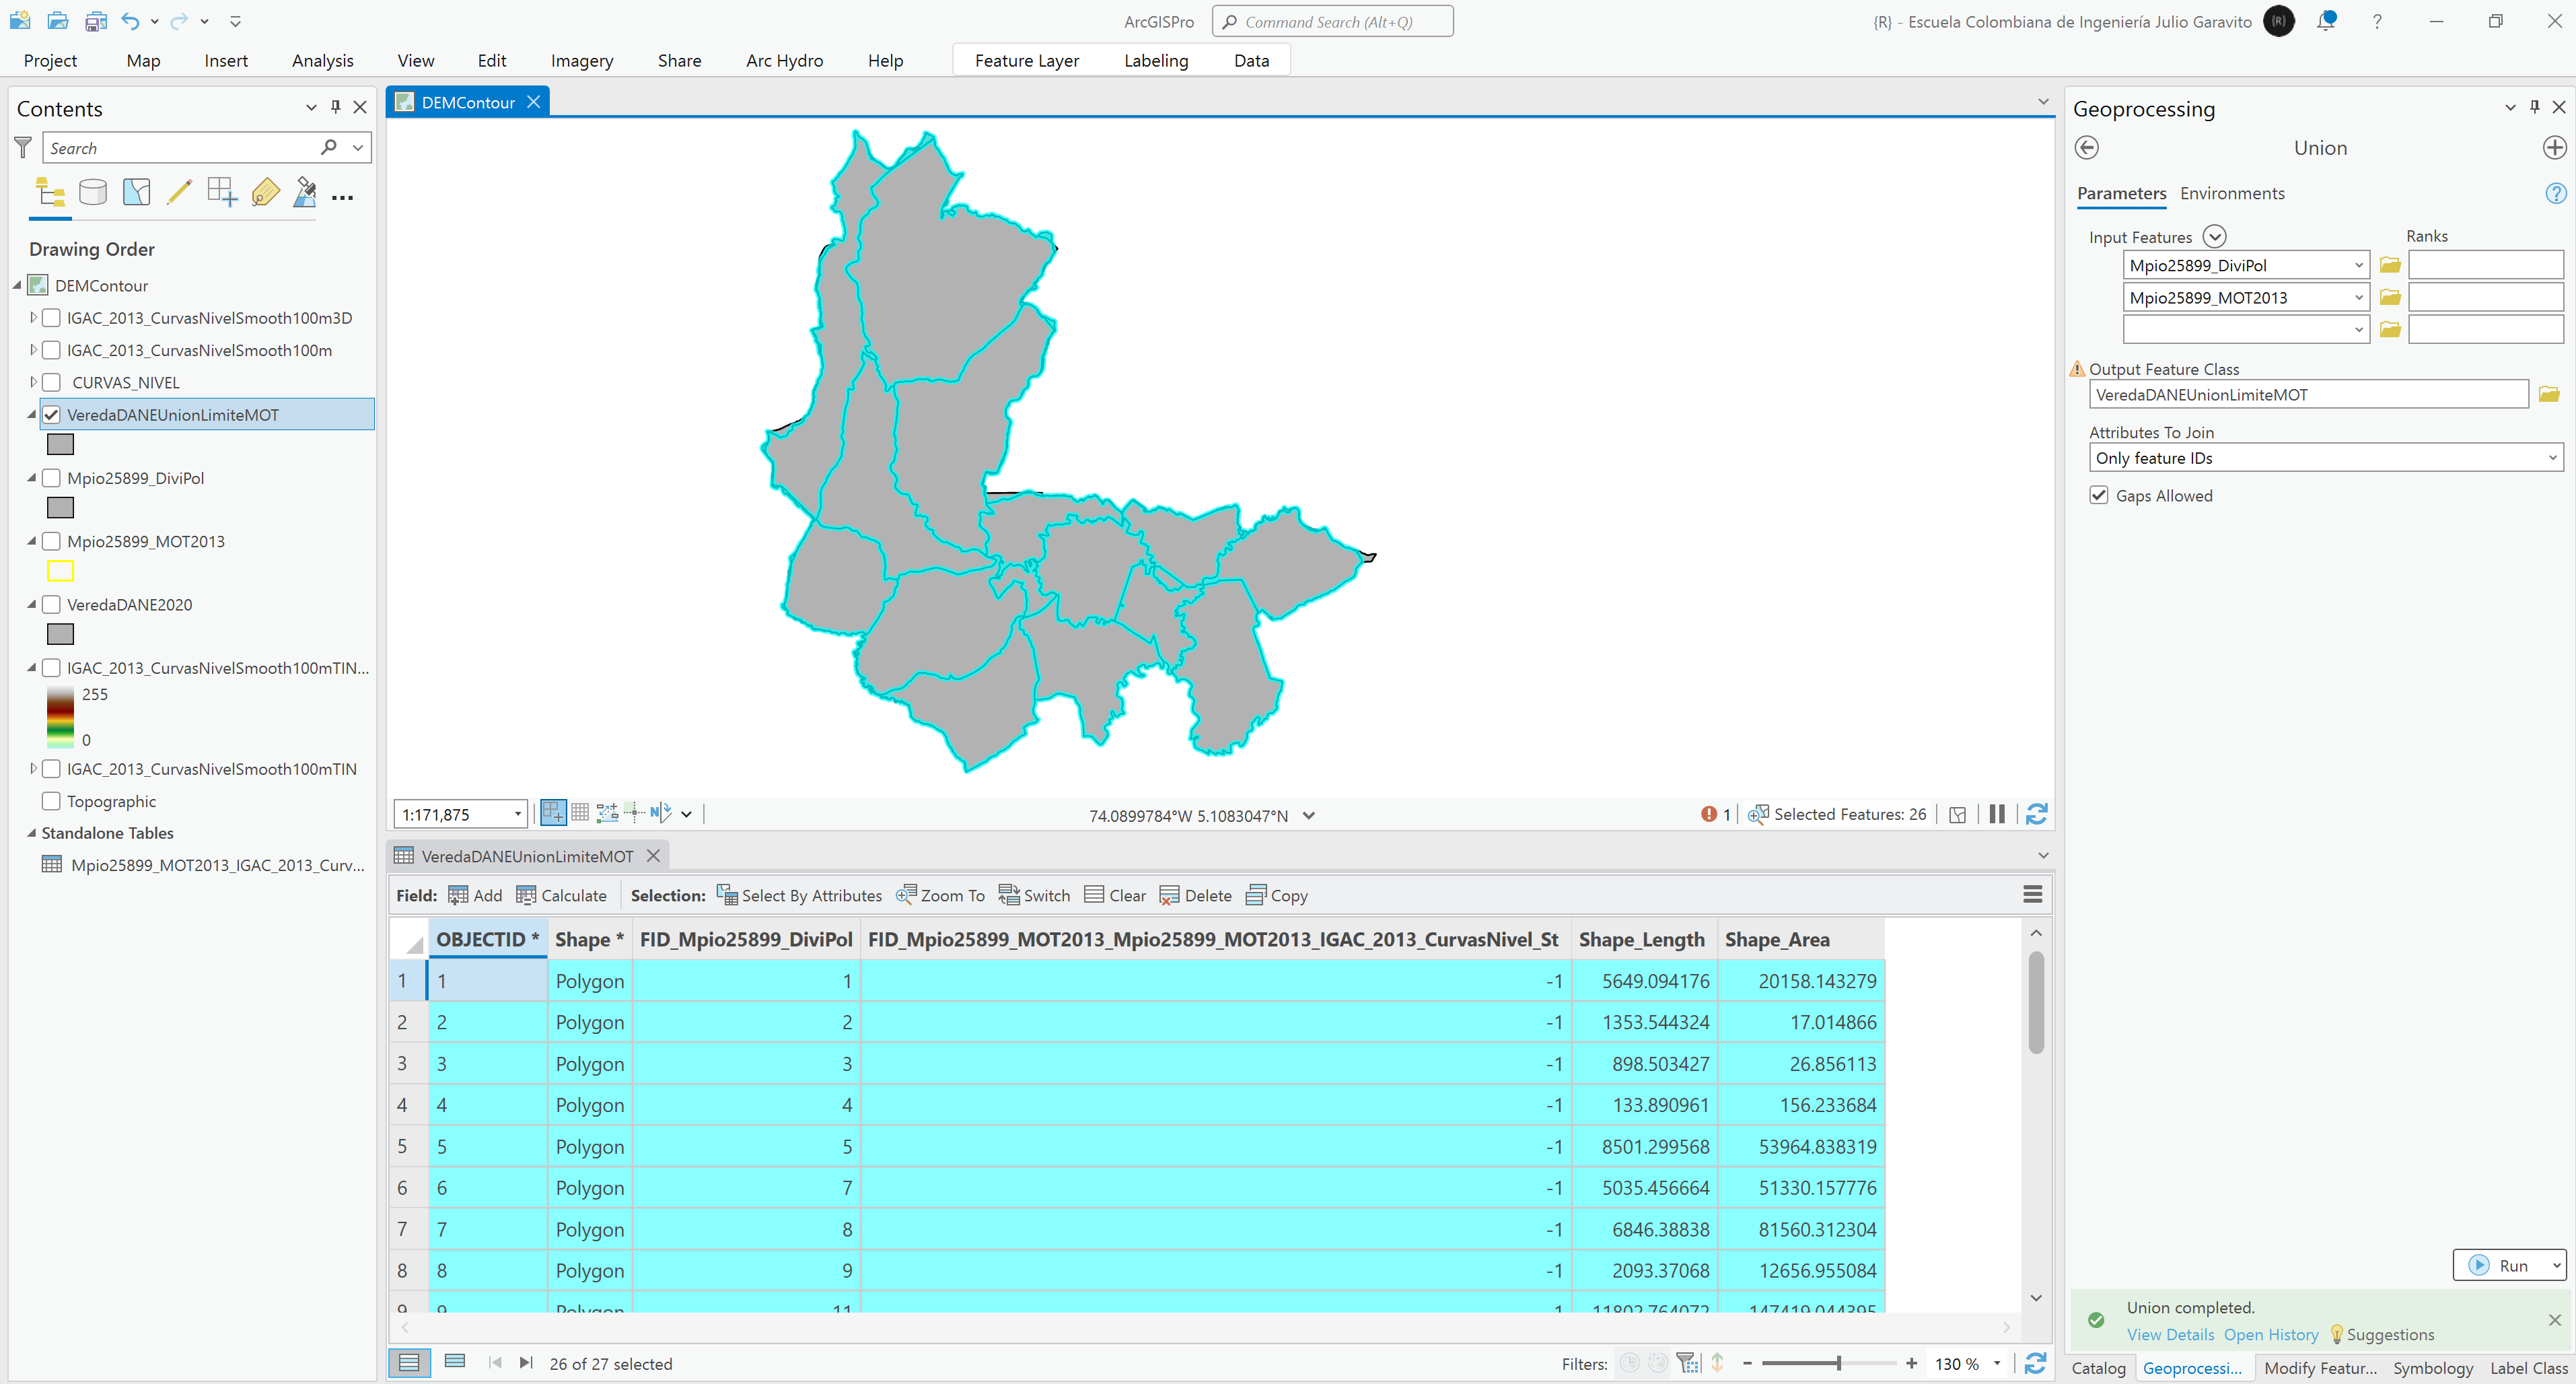 ArcGISPro
Command Search (Alt+Q)
{R} - Escuela Colombiana de Ingeniería Julio Garavito
{R}
?
Project Map Insert Analysis View Edit Imagery Share Arc Hydro Help Feature Layer Labeling Data
Contents
Search
Drawing Order
DEMContour
IGAC_2013_CurvasNivelSmooth100m3D
IGAC_2013_CurvasNivelSmooth100m
CURVAS_NIVEL
VeredaDANEUnionLimiteMOT
Mpio25899_DiviPol
Mpio25899_MOT2013
VeredaDANE2020
IGAC_2013_CurvasNivelSmooth100mTIN...
255
0
IGAC_2013_CurvasNivelSmooth100mTIN
Topographic
Standalone Tables
Mpio25899_MOT2013_IGAC_2013_Curv...
DEMContour
1:171,875
74.0899784°W 5.1083047°N
1
Selected Features: 26
VeredaDANEUnionLimiteMOT
Field: Add Calculate Selection: Select By Attributes Zoom To Switch Clear Delete Copy
OBJECTID * Shape * FID_Mpio25899_DiviPol FID_Mpio25899_MOT2013_Mpio25899_MOT2013_IGAC_2013_CurvasNivel_St Shape_Length Shape_Area
1 1 Polygon 1 -1 5649.094176 20158.143279
2 2 Polygon 2 -1 1353.544324 17.014866
3 3 Polygon 3 -1 898.503427 26.856113
4 4 Polygon 4 -1 133.890961 156.233684
5 5 Polygon 5 -1 8501.299568 53964.838319
6 6 Polygon 7 -1 5035.456664 51330.157776
7 7 Polygon 8 -1 6846.38838 81560.312304
8 8 Polygon 9 -1 2093.37068 12656.955084
9 9 Polygon 11 -1 11802.764072 147419.044395
26 of 27 selected
Filters:
130 %
Geoprocessing
Union
Parameters Environments
Input Features Ranks
Mpio25899_DiviPol
Mpio25899_MOT2013
Output Feature Class
VeredaDANEUnionLimiteMOT
Attributes To Join
Only feature IDs
Gaps Allowed
Run
Union completed.
View Details Open History Suggestions
Catalog Geoprocessi... Modify Featur... Symbology Label Class